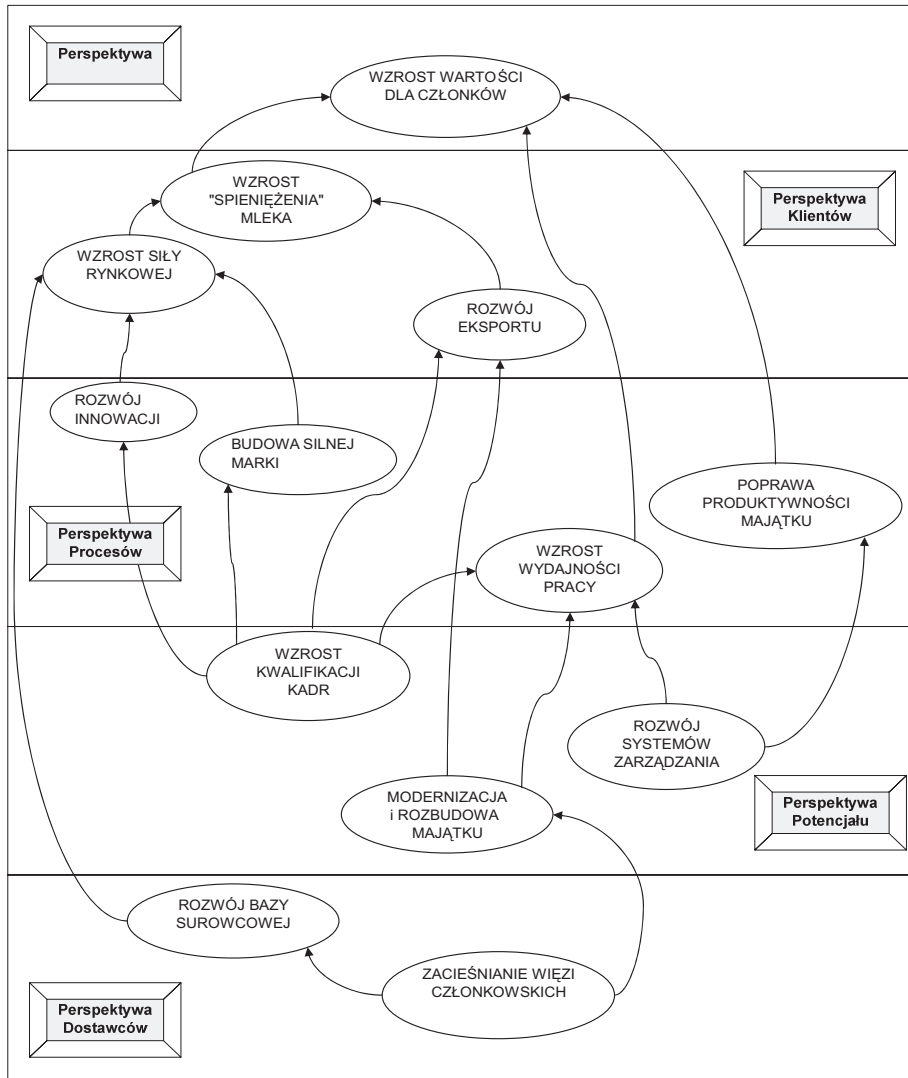 Perspektywa
WZROST WARTOŚCI
DLA CZŁONKÓW
WZROST
"SPIENIĘŻENIA"
MLEKA
Perspektywa
Klientów
WZROST SIŁY
RYNKOWEJ
ROZWÓJ
EKSPORTU
ROZWÓJ
INNOWACJI
BUDOWA SILNEJ
MARKI
POPRAWA
PRODUKTYWNOŚCI
MAJĄTKU
Perspektywa
Procesów
WZROST
WYDAJNOŚCI
PRACY
WZROST
KWALIFIKACJI
KADR
ROZWÓJ
SYSTEMÓW
ZARZĄDZANIA
MODERNIZACJA
i ROZBUDOWA
MAJĄTKU
Perspektywa
Potencjału
ROZWÓJ BAZY
SUROWCOWEJ
ZACIEŚNIANIE WIĘZI
CZŁONKOWSKICH
Perspektywa
Dostawców